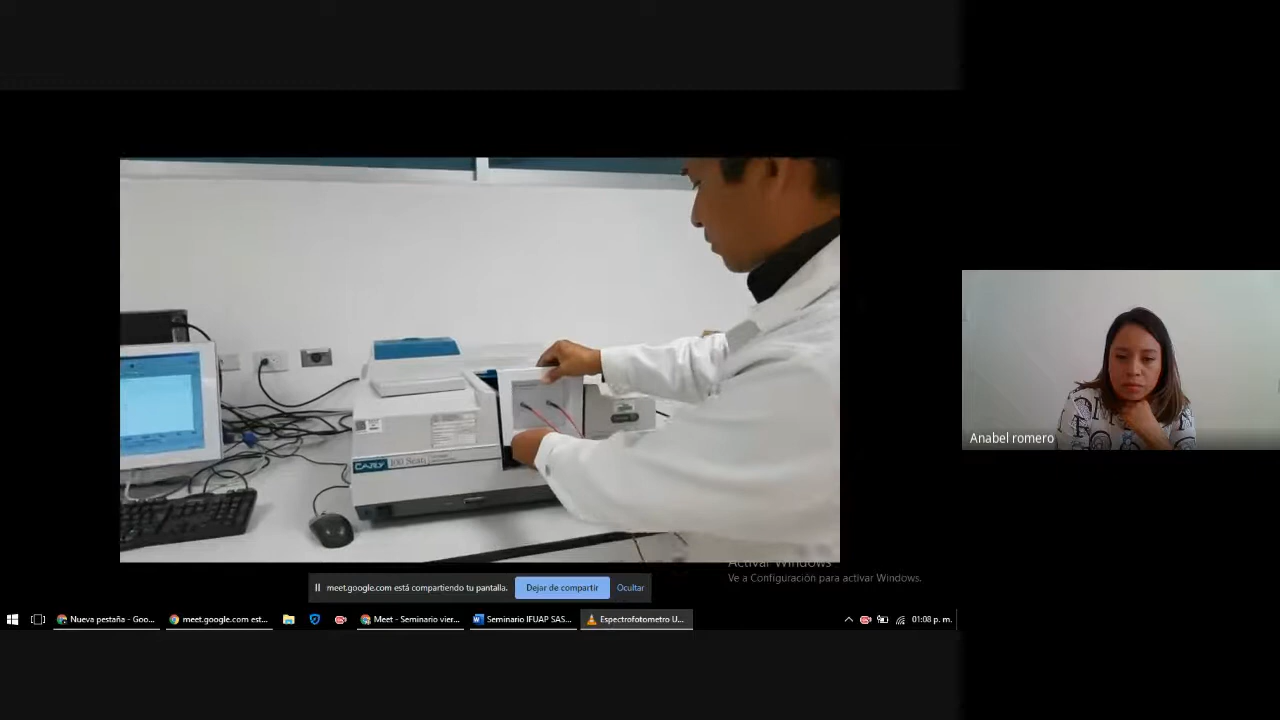 CARY 100 Scan
Anabel romero
Activar Windows
Ve a Configuración para activar Windows.
meet.google.com está compartiendo tu pantalla.
Dejar de compartir
Ocultar
Nueva pestaña - Goo...
meet.google.com est...
Meet - Seminario vier...
Seminario IFUAP SAS...
Espectrofotometro U...
01:08 p. m.